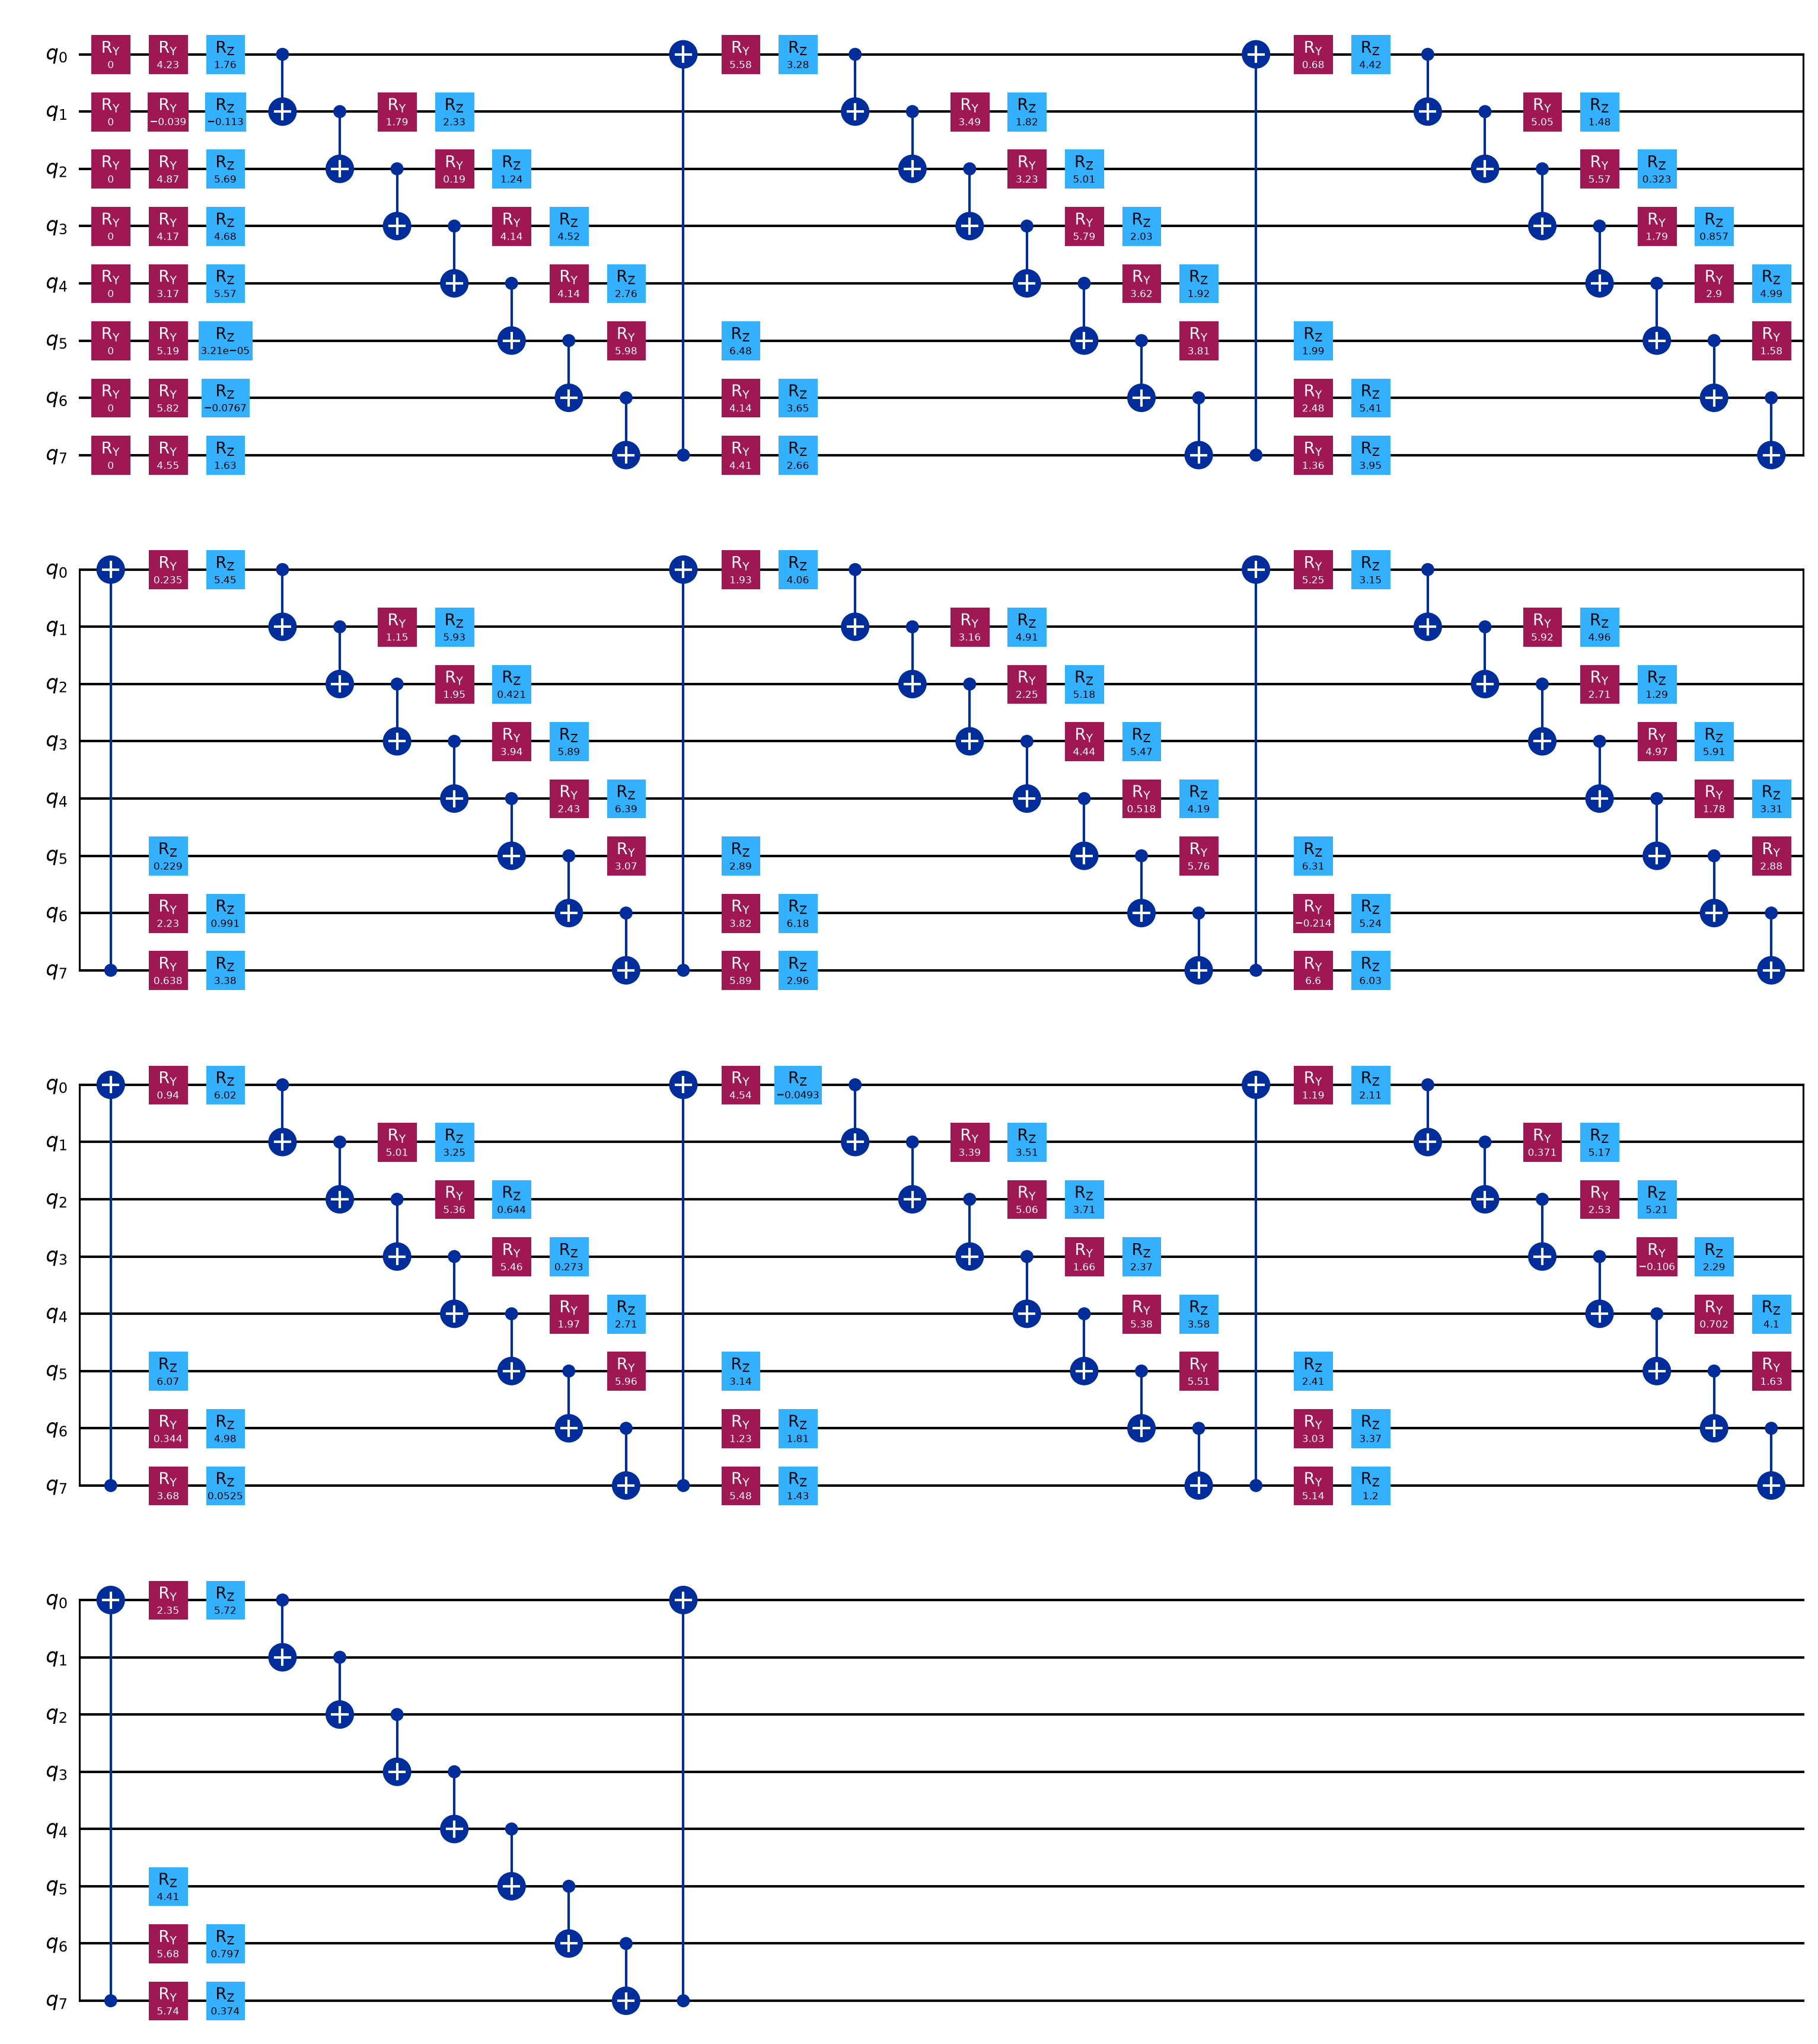 q0 RY 0 RY 4.23 RZ 1.76 RY 5.58 RZ 3.28 RY 0.68 RZ 4.42
q1 RY 0 RY −0.039 RZ −0.113 RY 1.79 RZ 2.33 RY 3.49 RZ 1.82 RY 5.05 RZ 1.48
q2 RY 0 RY 4.87 RZ 5.69 RY 0.19 RZ 1.24 RY 3.23 RZ 5.01 RY 5.57 RZ 0.323
q3 RY 0 RY 4.17 RZ 4.68 RY 4.14 RZ 4.52 RY 5.79 RZ 2.03 RY 1.79 RZ 0.857
q4 RY 0 RY 3.17 RZ 5.57 RY 4.14 RZ 2.76 RY 3.62 RZ 1.92 RY 2.9 RZ 4.99
q5 RY 0 RY 5.19 RZ 3.21e−05 RY 5.98 RZ 6.48 RY 3.81 RZ 1.99 RY 1.58
q6 RY 0 RY 5.82 RZ −0.0767 RY 4.14 RZ 3.65 RY 2.48 RZ 5.41
q7 RY 0 RY 4.55 RZ 1.63 RY 4.41 RZ 2.66 RY 1.36 RZ 3.95
q0 RY 0.235 RZ 5.45 RY 1.93 RZ 4.06 RY 5.25 RZ 3.15
q1 RY 1.15 RZ 5.93 RY 3.16 RZ 4.91 RY 5.92 RZ 4.96
q2 RY 1.95 RZ 0.421 RY 2.25 RZ 5.18 RY 2.71 RZ 1.29
q3 RY 3.94 RZ 5.89 RY 4.44 RZ 5.47 RY 4.97 RZ 5.91
q4 RY 2.43 RZ 6.39 RY 0.518 RZ 4.19 RY 1.78 RZ 3.31
q5 RZ 0.229 RY 3.07 RZ 2.89 RY 5.76 RZ 6.31 RY 2.88
q6 RY 2.23 RZ 0.991 RY 3.82 RZ 6.18 RY −0.214 RZ 5.24
q7 RY 0.638 RZ 3.38 RY 5.89 RZ 2.96 RY 6.6 RZ 6.03
q0 RY 0.94 RZ 6.02 RY 4.54 RZ −0.0493 RY 1.19 RZ 2.11
q1 RY 5.01 RZ 3.25 RY 3.39 RZ 3.51 RY 0.371 RZ 5.17
q2 RY 5.36 RZ 0.644 RY 5.06 RZ 3.71 RY 2.53 RZ 5.21
q3 RY 5.46 RZ 0.273 RY 1.66 RZ 2.37 RY −0.106 RZ 2.29
q4 RY 1.97 RZ 2.71 RY 5.38 RZ 3.58 RY 0.702 RZ 4.1
q5 RZ 6.07 RY 5.96 RZ 3.14 RY 5.51 RZ 2.41 RY 1.63
q6 RY 0.344 RZ 4.98 RY 1.23 RZ 1.81 RY 3.03 RZ 3.37
q7 RY 3.68 RZ 0.0525 RY 5.48 RZ 1.43 RY 5.14 RZ 1.2
q0 RY 2.35 RZ 5.72
q1
q2
q3
q4
q5 RZ 4.41
q6 RY 5.68 RZ 0.797
q7 RY 5.74 RZ 0.374